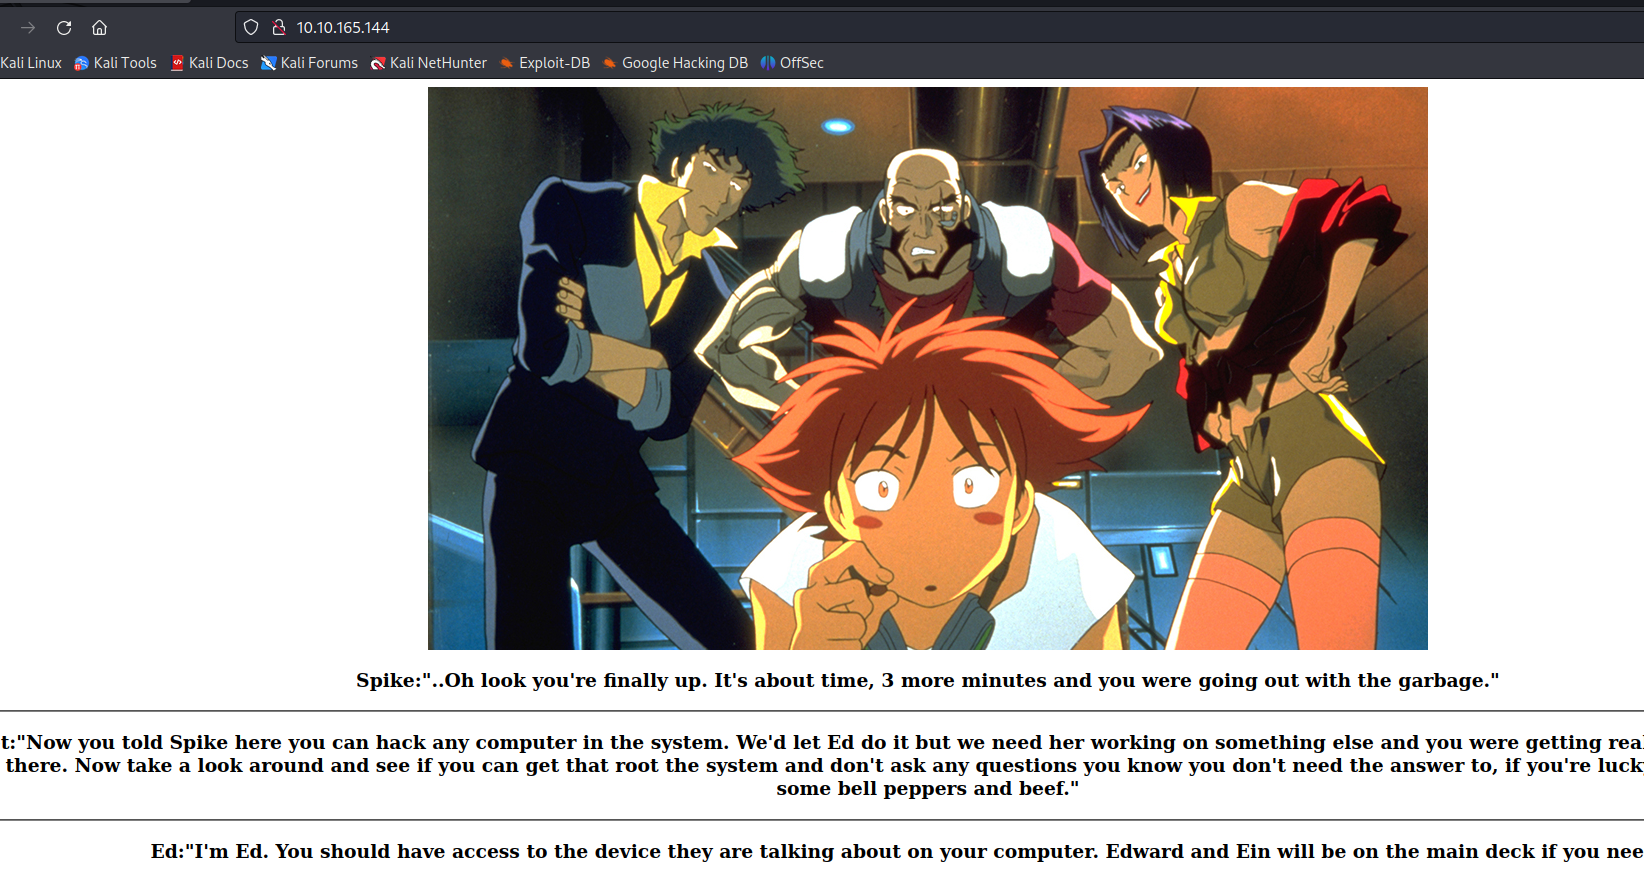 10.10.165.144
Kali Linux Kali Tools Kali Docs Kali Forums Kali NetHunter Exploit-DB Google Hacking DB OffSec
Spike:"..Oh look you're finally up. It's about time, 3 more minutes and you were going out with the garbage."
t:"Now you told Spike here you can hack any computer in the system. We'd let Ed do it but we need her working on something else and you were getting
there. Now take a look around and see if you can get that root the system and don't ask any questions you know you don't need the answer to, if you're
some bell peppers and beef."
Ed:"I'm Ed. You should have access to the device they are talking about on your computer. Edward and Ein will be on the main deck if you